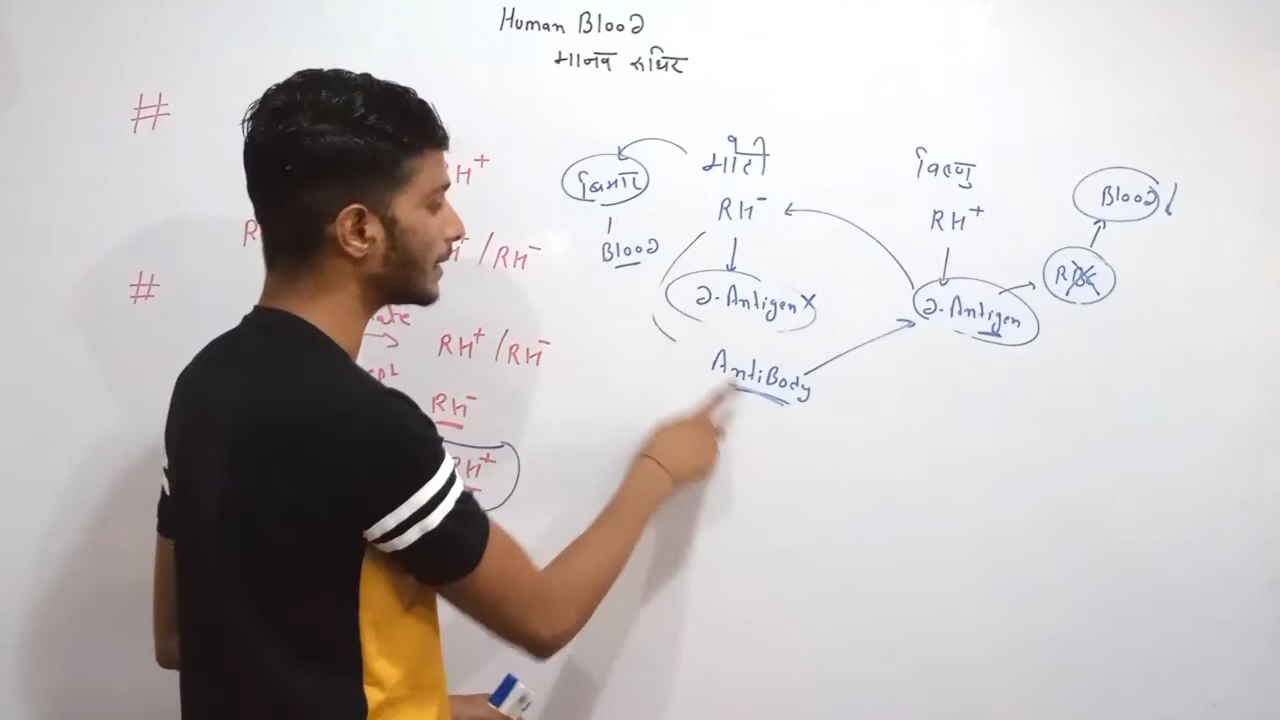 Human Blood
मानव रूधिर
#
RH⁺
R
RH⁻
/RH⁻
#
RH⁺/RH⁻
RH⁻
RH⁺
बिमार
Blood
RH⁻
d-Antigen X
AntiBody
विष्णु
RH⁺
d-Antigen
RBC
Blood ↓